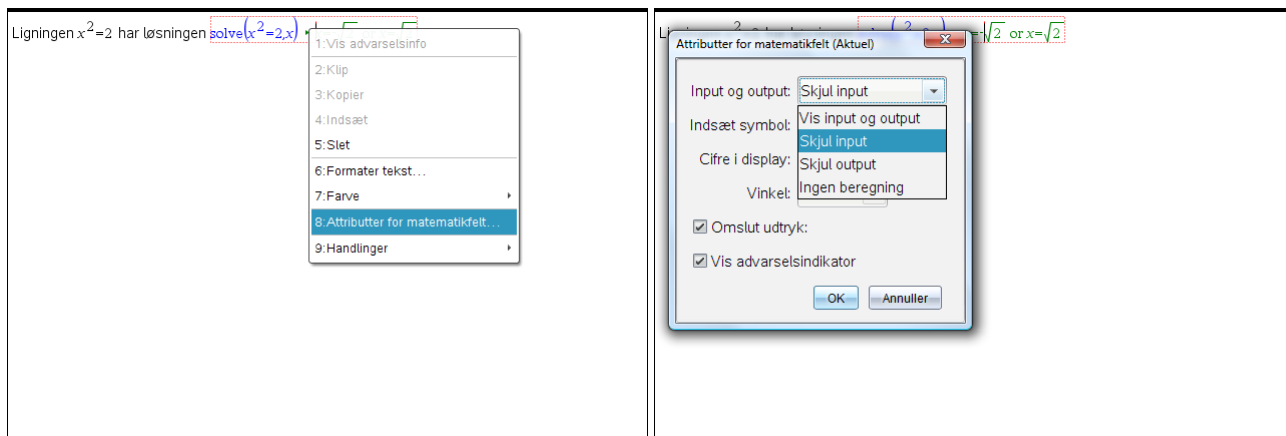 Ligningen x²=2 har løsningen solve(x²=2,x)
1:Vis advarselsinfo
2:Klip
3:Kopier
4:Indsæt
5:Slet
6:Formater tekst...
7:Farve
8:Attributter for matematikfelt...
9:Handlinger
√2 or x=√2
Attributter for matematikfelt (Aktuel)
Input og output: Skjul input
Vis input og output
Indsæt symbol:
Skjul input
Cifre i display:
Skjul output
Vinkel:
Ingen beregning
Omslut udtryk:
Vis advarselsindikator
OK Annuller